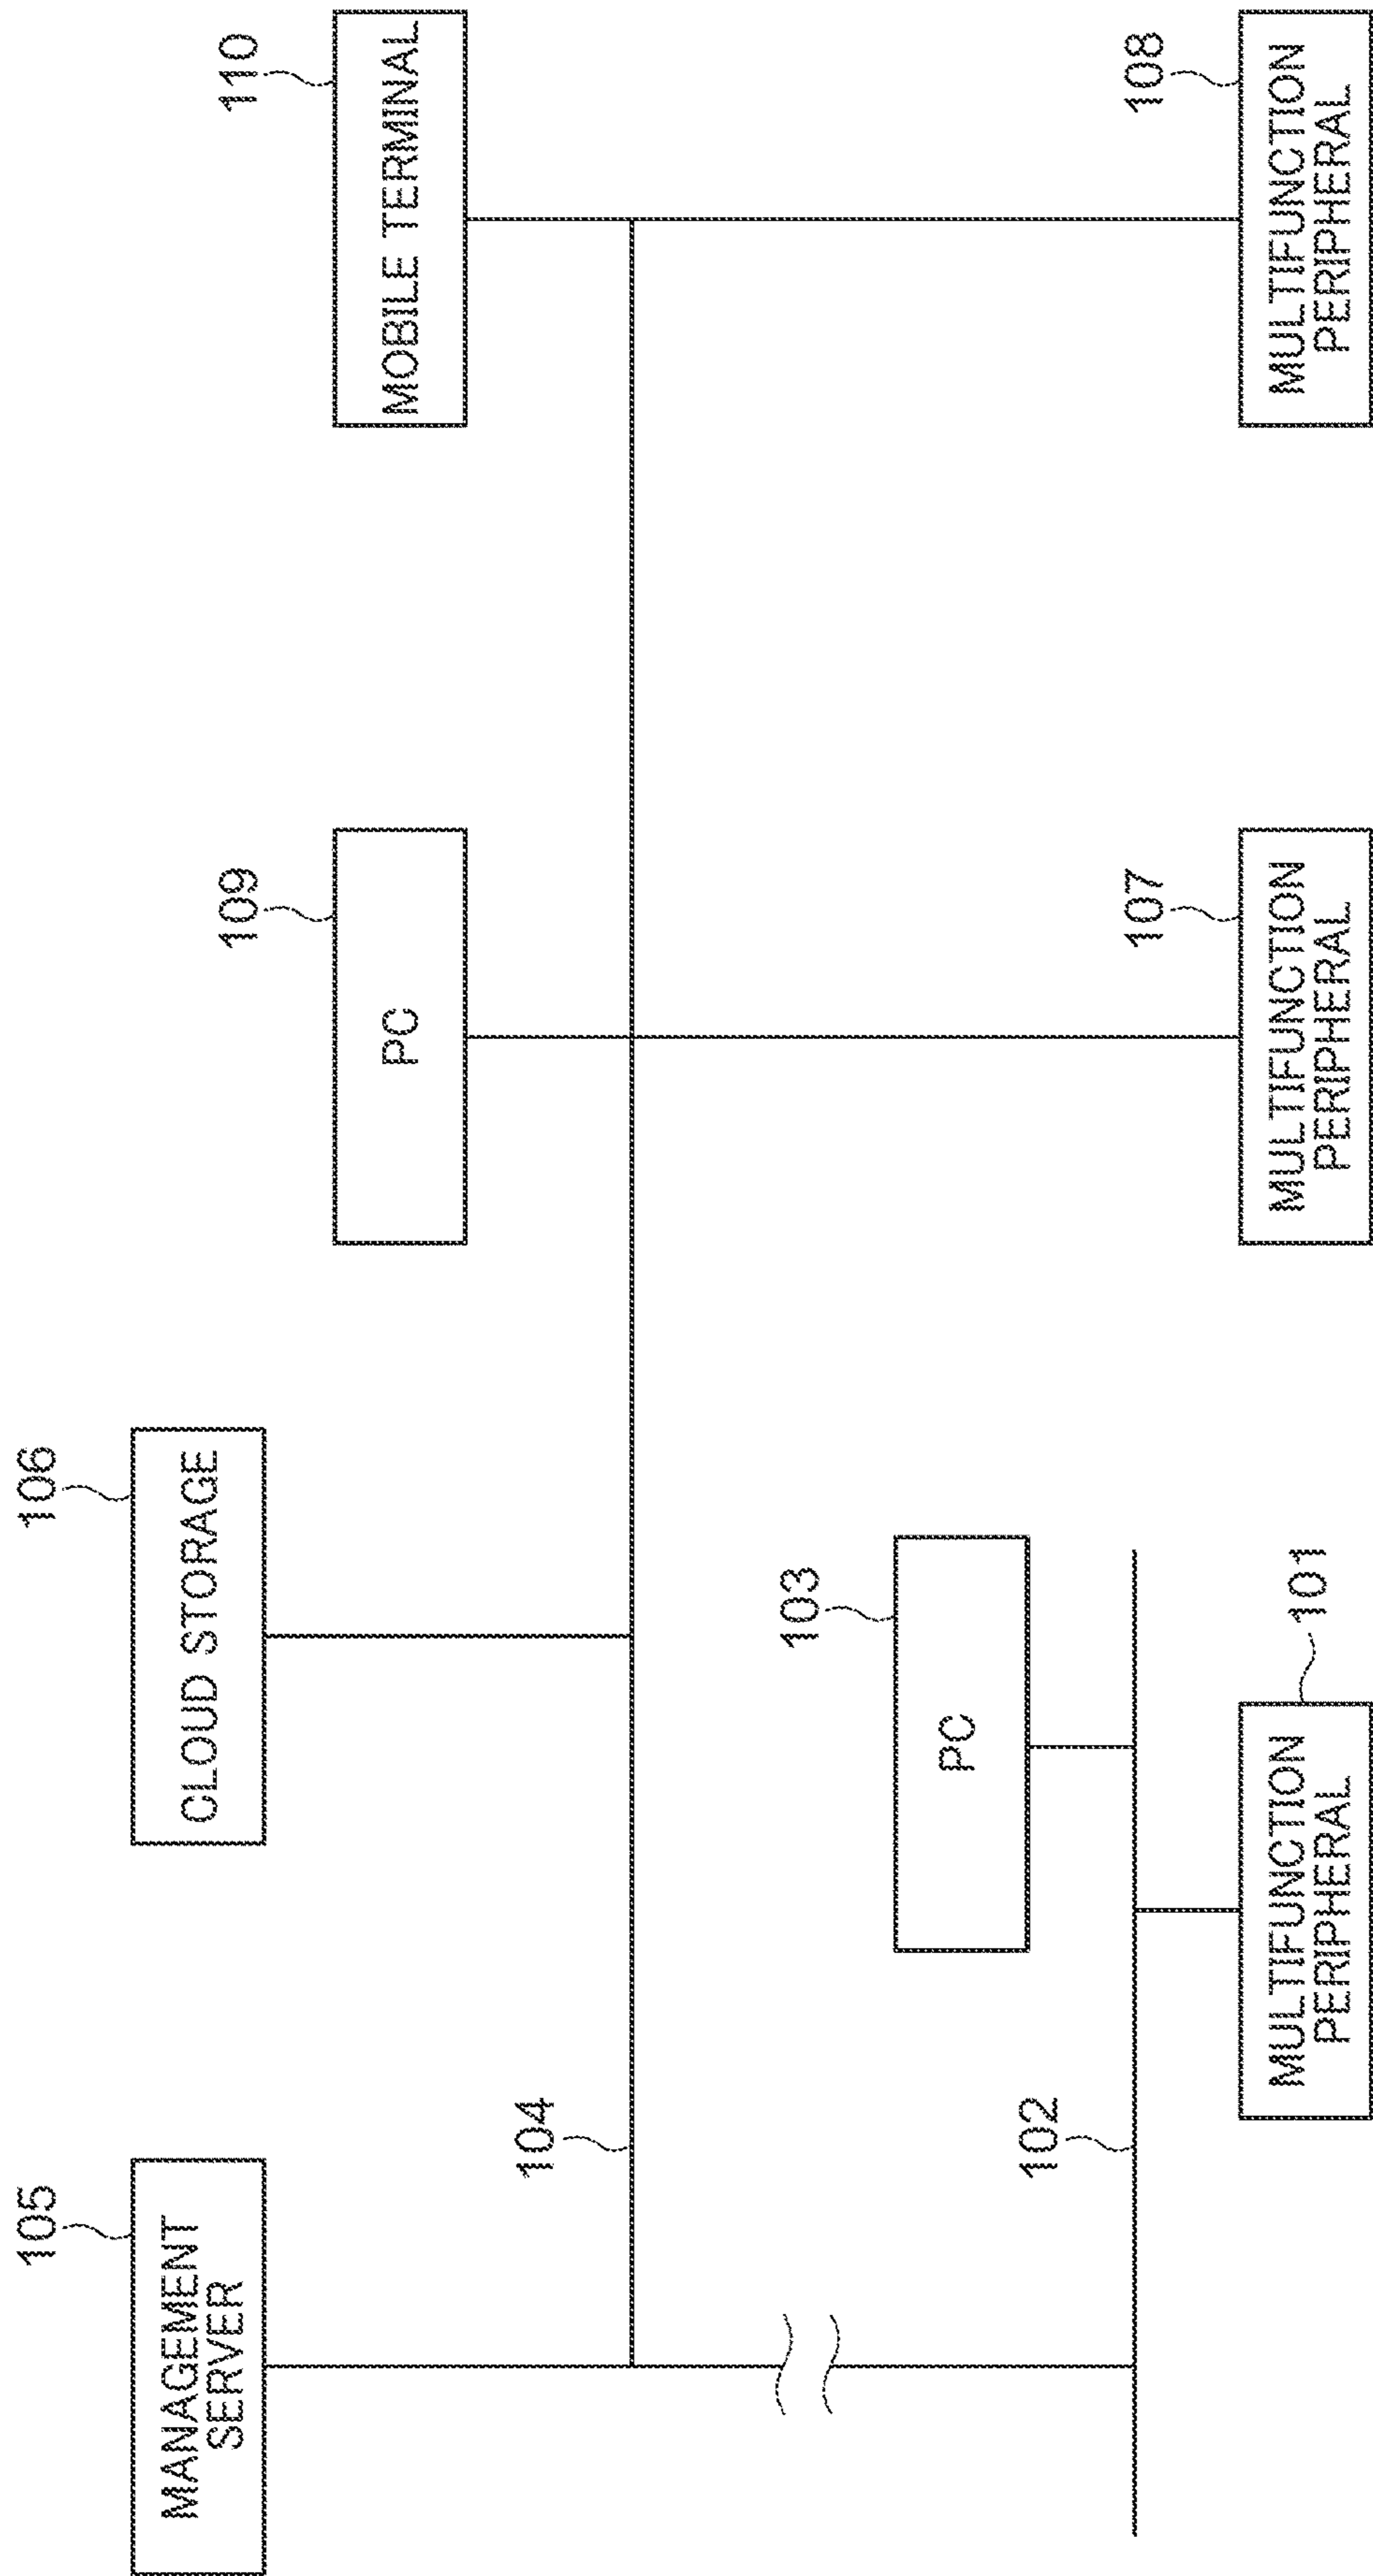 105
MANAGEMENT
SERVER
106
CLOUD STORAGE
109
PC
110
MOBILE TERMINAL
104
103
PC
102
101
MULTIFUNCTION
PERIPHERAL
107
MULTIFUNCTION
PERIPHERAL
108
MULTIFUNCTION
PERIPHERAL